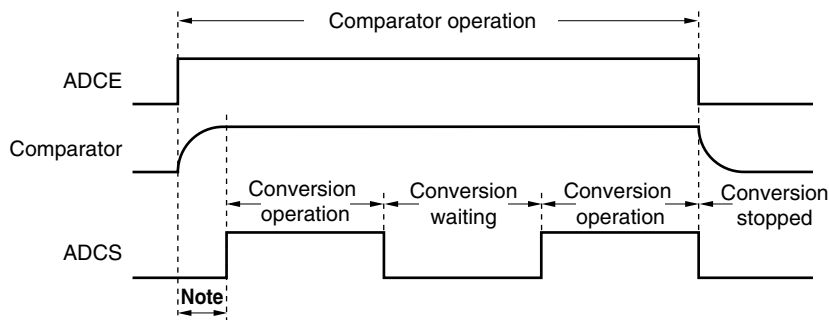 Comparator operation
ADCE
Comparator
Conversion operation
Conversion waiting
Conversion operation
Conversion stopped
ADCS
Note